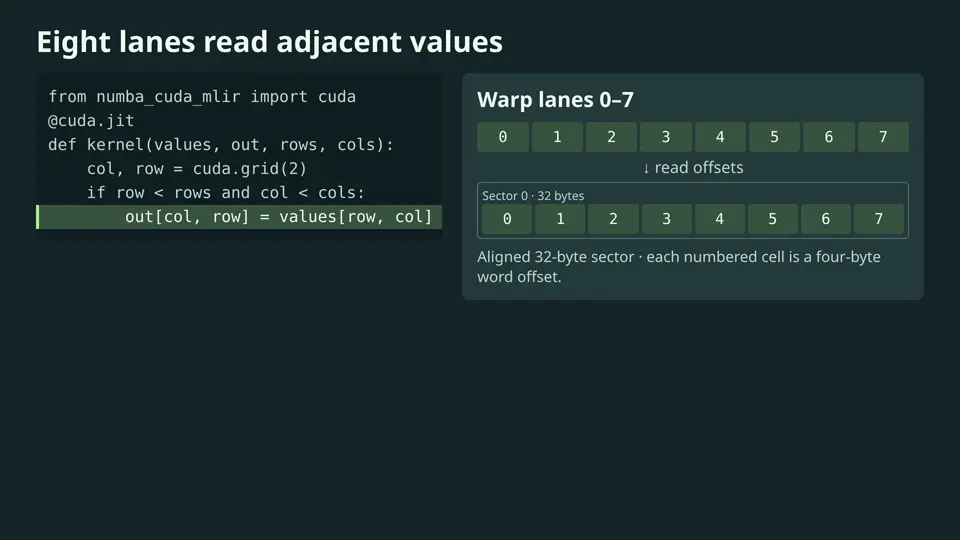 Eight lanes read adjacent values
from numba_cuda_mlir import cuda
@cuda.jit
def kernel(values, out, rows, cols):
    col, row = cuda.grid(2)
    if row < rows and col < cols:
        out[col, row] = values[row, col]
Warp lanes 0–7
0 1 2 3 4 5 6 7
↓ read offsets
Sector 0 · 32 bytes
0 1 2 3 4 5 6 7
Aligned 32-byte sector · each numbered cell is a four-byte
word offset.